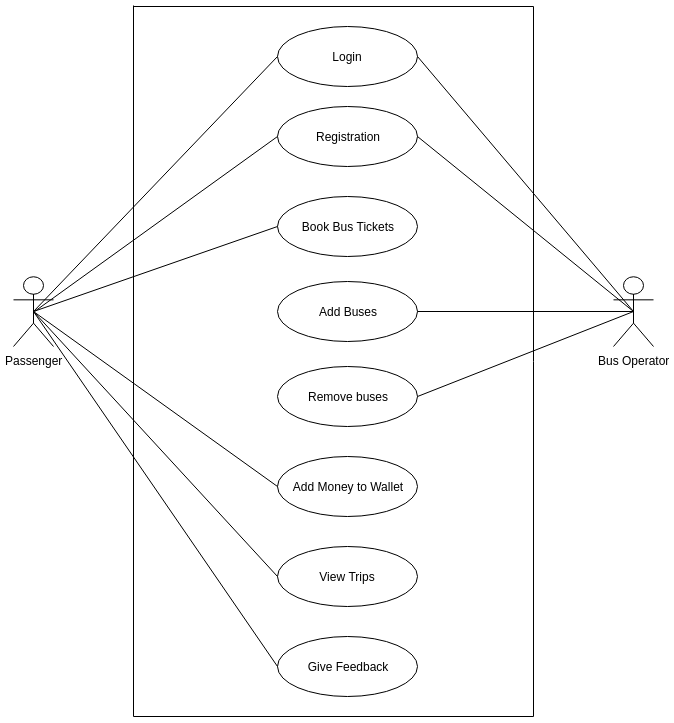 Login
Registration
Book Bus Tickets
Add Buses
Passenger
Bus Operator
Remove buses
Add Money to Wallet
View Trips
Give Feedback